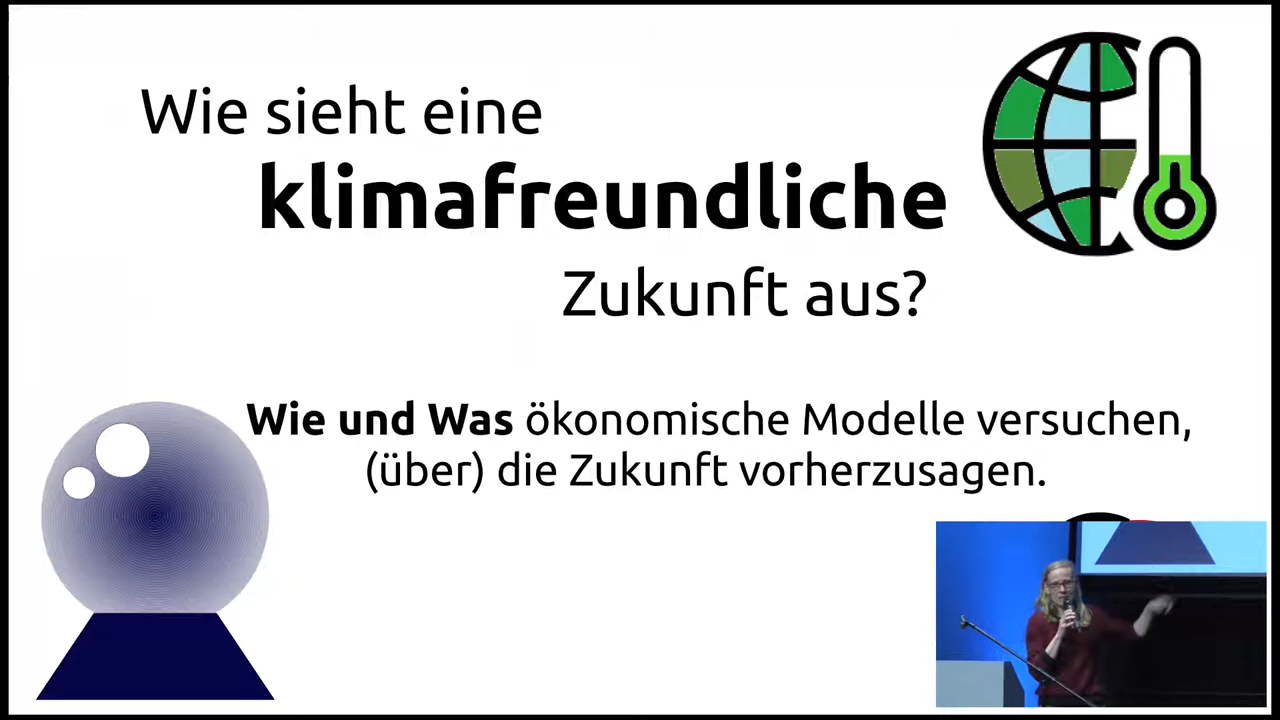 Wie sieht eine
klimafreundliche
Zukunft aus?
Wie und Was ökonomische Modelle versuchen,
(über) die Zukunft vorherzusagen.